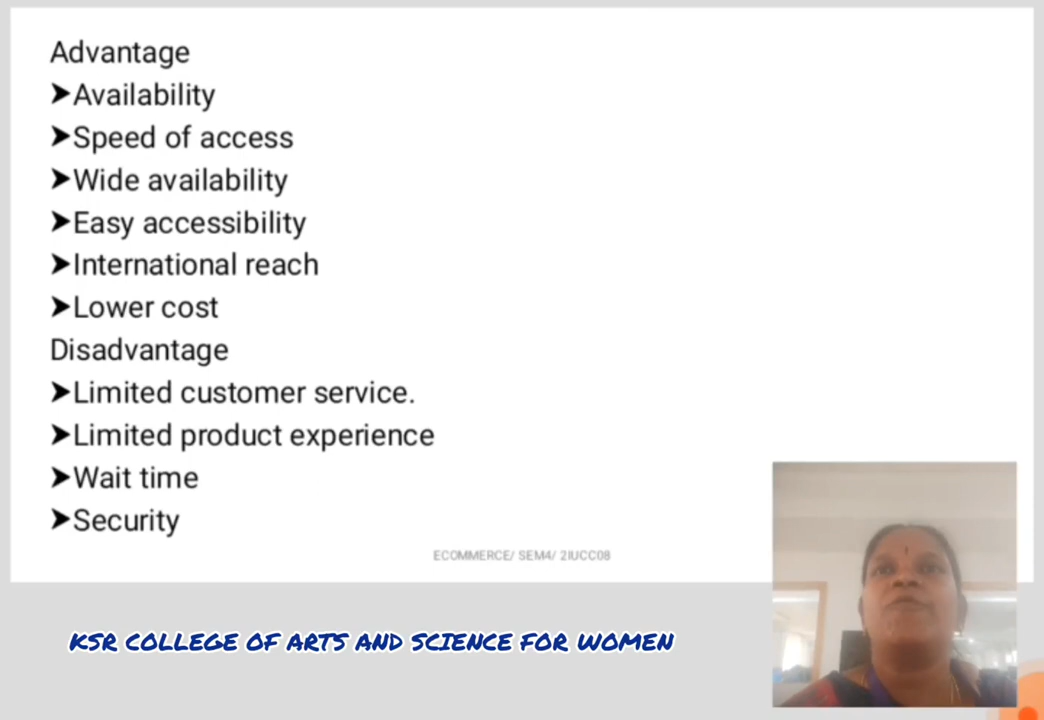 Advantage
➤Availability
➤Speed of access
➤Wide availability
➤Easy accessibility
➤International reach
➤Lower cost
Disadvantage
➤Limited customer service.
➤Limited product experience
➤Wait time
➤Security
ECOMMERCE/ SEM4/ 21UCC08
KSR COLLEGE OF ARTS AND SCIENCE FOR WOMEN